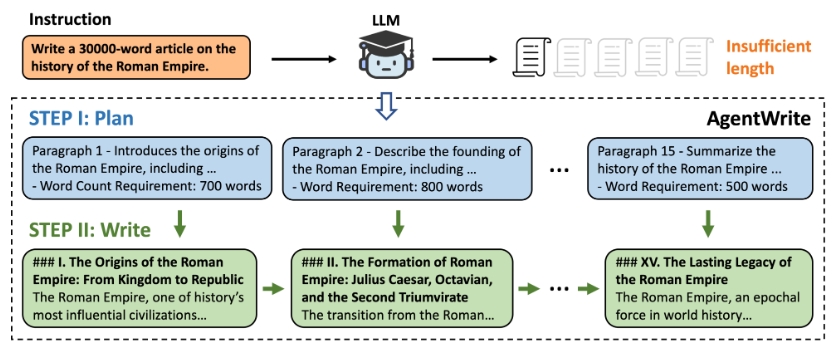 Instruction
LLM
Write a 30000-word article on the
history of the Roman Empire.
Insufficient
length
STEP I: Plan
AgentWrite
Paragraph 1 - Introduces the origins of
the Roman Empire, including ...
- Word Count Requirement: 700 words
Paragraph 2 - Describe the founding of
the Roman Empire, including ...
- Word Requirement: 800 words
...
Paragraph 15 - Summarize the
history of the Roman Empire ...
- Word Requirement: 500 words
STEP II: Write
### I. The Origins of the Roman
Empire: From Kingdom to Republic
The Roman Empire, one of history's
most influential civilizations...
### II. The Formation of Roman
Empire: Julius Caesar, Octavian,
and the Second Triumvirate
The transition from the Roman...
...
### XV. The Lasting Legacy of
the Roman Empire
The Roman Empire, an epochal
force in world history...